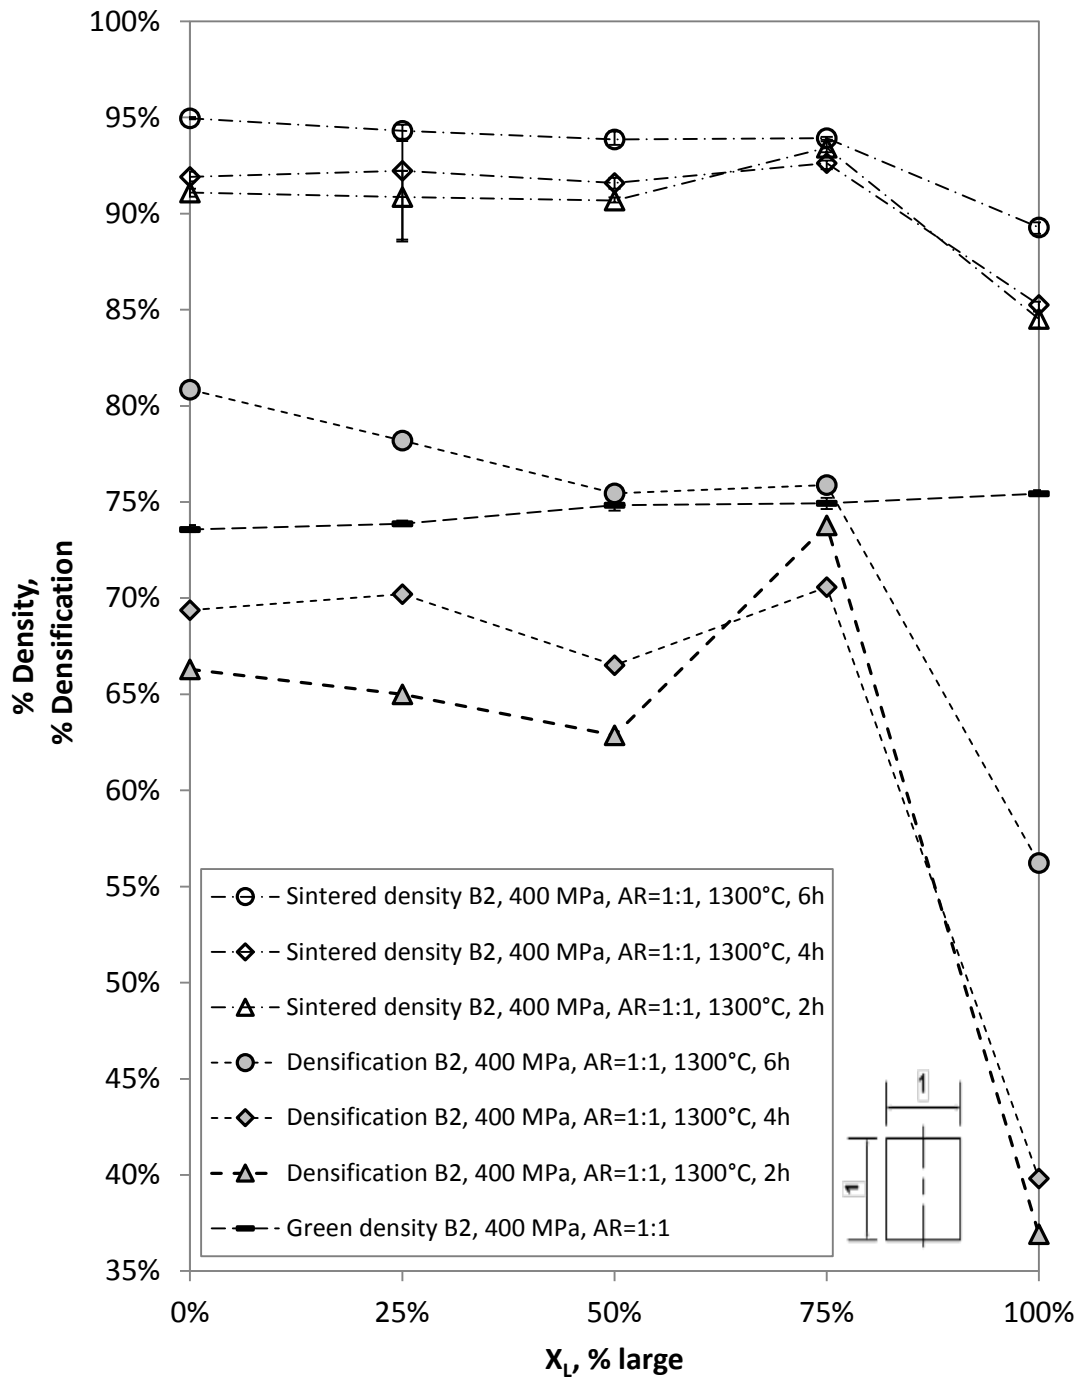 100%
95%
90%
85%
80%
75%
70%
65%
60%
55%
50%
45%
40%
35%
% Density,
% Densification
Sintered density B2, 400 MPa, AR=1:1, 1300°C, 6h
Sintered density B2, 400 MPa, AR=1:1, 1300°C, 4h
Sintered density B2, 400 MPa, AR=1:1, 1300°C, 2h
Densification B2, 400 MPa, AR=1:1, 1300°C, 6h
Densification B2, 400 MPa, AR=1:1, 1300°C, 4h
Densification B2, 400 MPa, AR=1:1, 1300°C, 2h
Green density B2, 400 MPa, AR=1:1
1
1
0% 25% 50% 75% 100%
X_L, % large